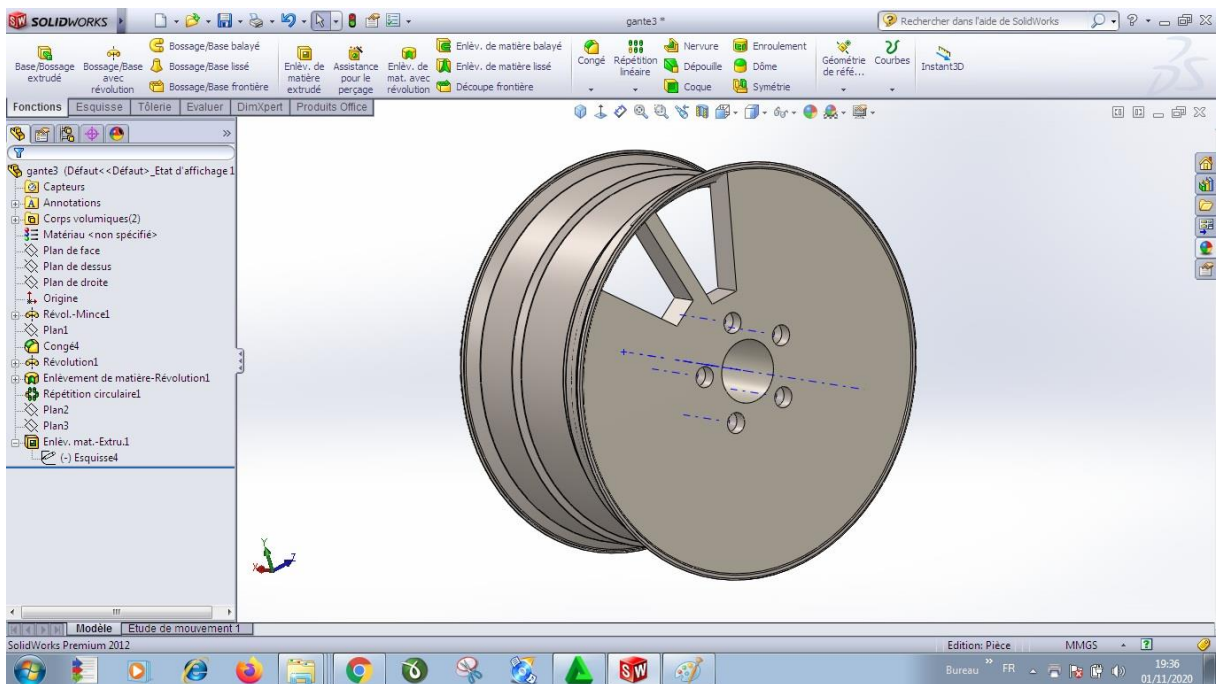 SOLIDWORKS
gante3 *
Rechercher dans l'aide de SolidWorks
Base/Bossage extrudé
Bossage/Base avec révolution
Bossage/Base balayé
Bossage/Base lissé
Bossage/Base frontière
Enlèv. de matière extrudé
Assistance pour le perçage
Enlèv. de mat. avec révolution
Enlèv. de matière balayé
Enlèv. de matière lissé
Découpe frontière
Congé
Répétition linéaire
Nervure
Dépouille
Coque
Enroulement
Dôme
Symétrie
Géométrie de réfé...
Courbes
Instant3D
Fonctions
Esquisse
Tôlerie
Evaluer
DimXpert
Produits Office
gante3 (Défaut<<Défaut>_Etat d'affichage 1
Capteurs
Annotations
Corps volumiques(2)
Matériau <non spécifié>
Plan de face
Plan de dessus
Plan de droite
Origine
Révol.-Mince1
Plan1
Congé4
Révolution1
Enlèvement de matière-Révolution1
Répétition circulaire1
Plan2
Plan3
Enlèv. mat.-Extru.1
(-) Esquisse4
Y
X
Z
Modèle
Etude de mouvement 1
SolidWorks Premium 2012
Edition: Pièce
MMGS
Bureau
FR
19:36
01/11/2020